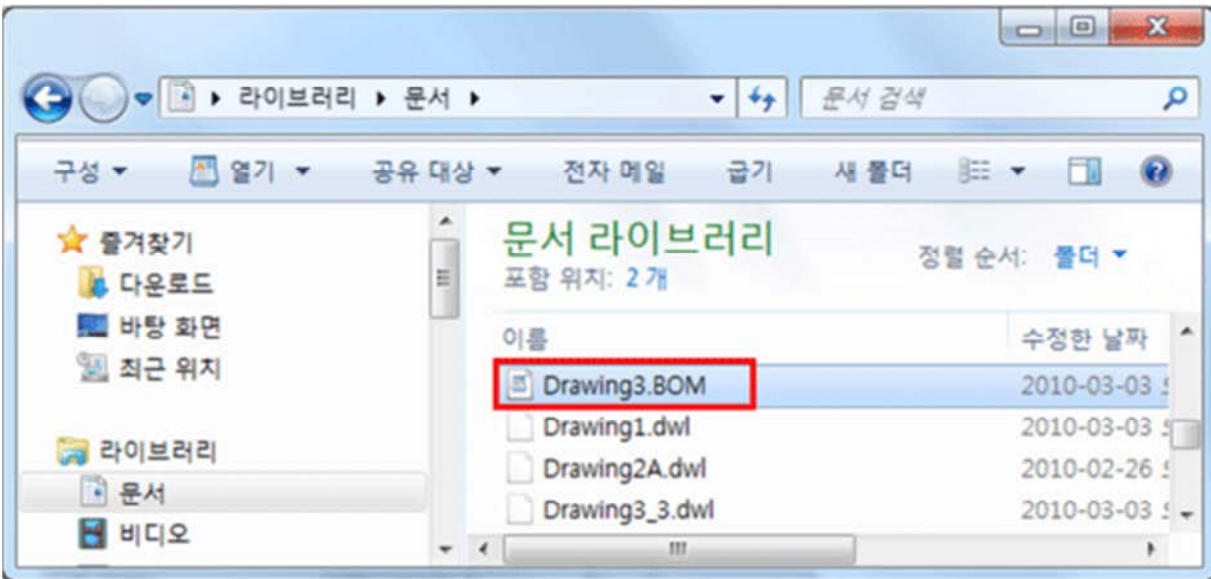 라이브러리 ▸ 문서 ▸
문서 검색
구성 열기 공유 대상 전자 메일 굽기 새 폴더
즐겨찾기
다운로드
바탕 화면
최근 위치
라이브러리
문서
비디오
문서 라이브러리
포함 위치: 2 개
정렬 순서: 폴더
이름 수정한 날짜
Drawing3.BOM 2010-03-03
Drawing1.dwl 2010-03-03
Drawing2A.dwl 2010-02-26
Drawing3_3.dwl 2010-03-03